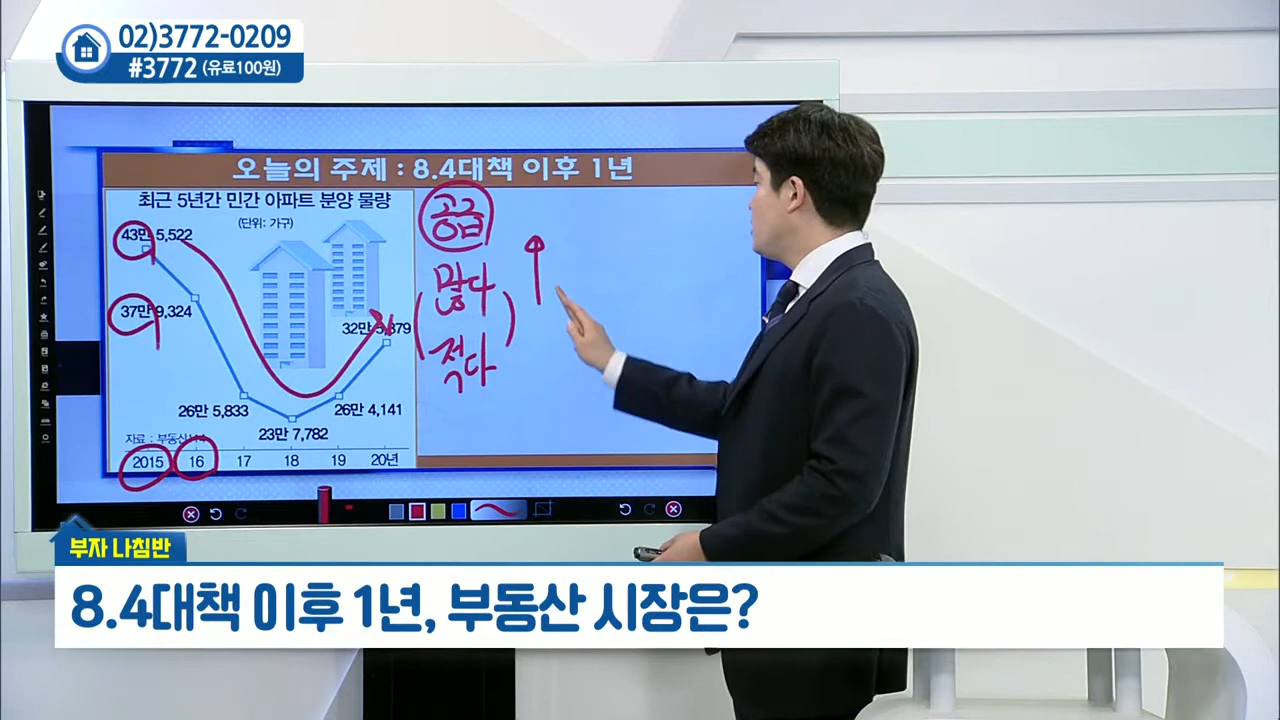 02)3772-0209
#3772 (유료100원)
오늘의 주제 : 8.4대책 이후 1년
최근 5년간 민간 아파트 분양 물량
(단위: 가구)
43만 5,522
37만 9,324
32만
879
26만 5,833
26만 4,141
23만 7,782
자료 : 부동산
2015 16 17 18 19 20년
공급
많다
적다
부자 나침반
8.4대책 이후 1년, 부동산 시장은?